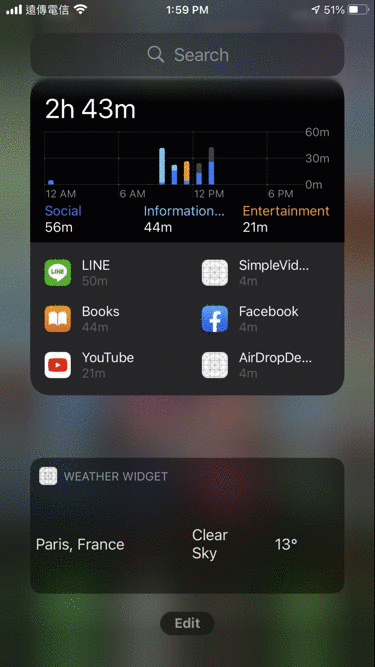 遠傳電信 1:59 PM 51%
Search
2h 43m
60m
30m
0m
12 AM 6 AM 12 PM 6 PM
Social Information... Entertainment
56m 44m 21m
LINE SimpleVid...
50m 4m
Books Facebook
44m 4m
YouTube AirDropDe...
21m 4m
WEATHER WIDGET
Paris, France Clear Sky 13°
Edit